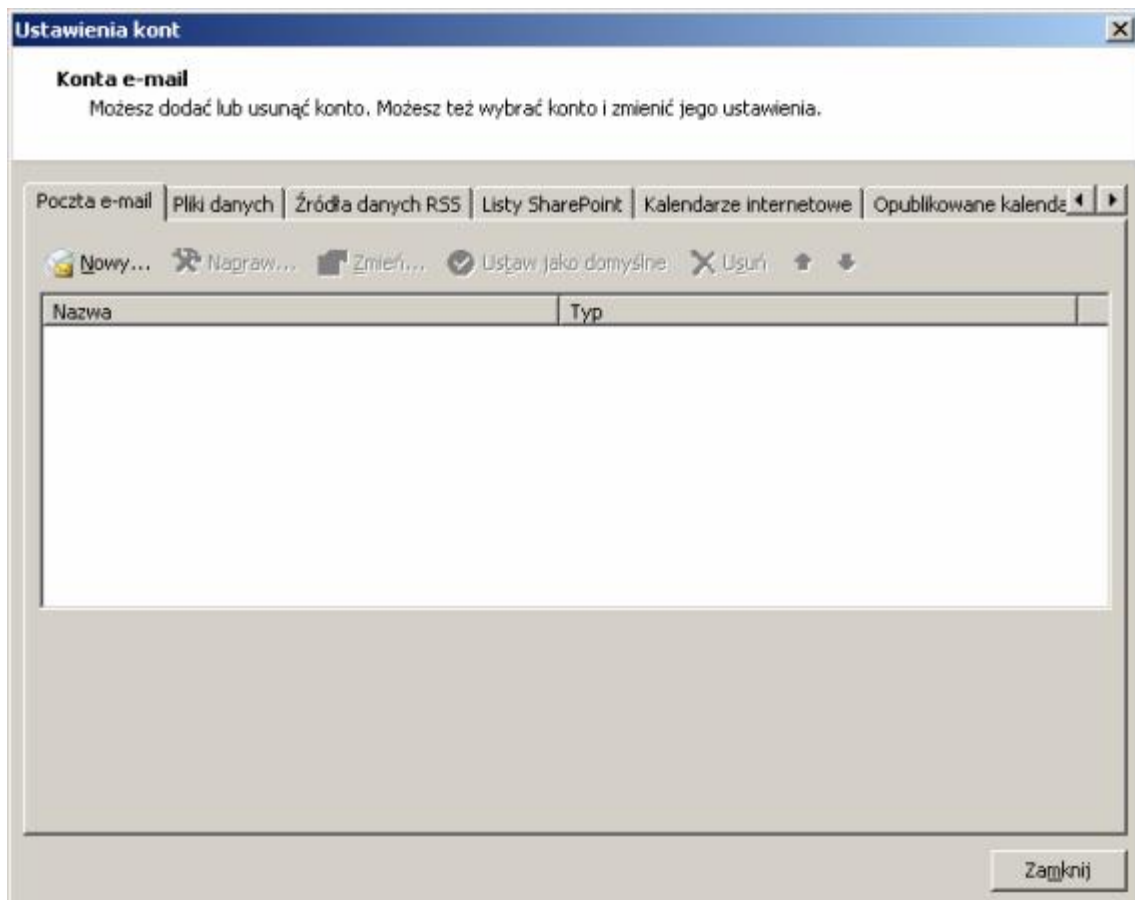 Ustawienia kont
Konta e-mail
Możesz dodać lub usunąć konto. Możesz też wybrać konto i zmienić jego ustawienia.
Poczta e-mail Pliki danych Źródła danych RSS Listy SharePoint Kalendarze internetowe Opublikowane kalenda
Nowy... Napraw... Zmień... Ustaw jako domyślne Usuń
Nazwa Typ
Zamknij